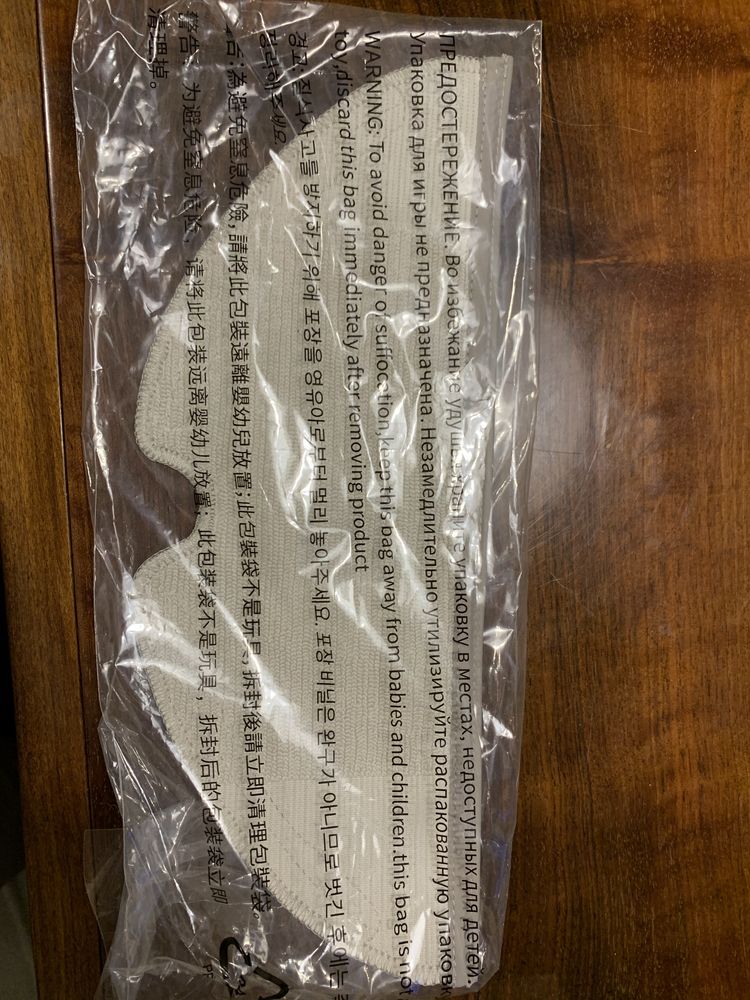 ПРЕДОСТЕРЕЖЕНИЕ. Во избежание удушья храните упаковку в местах, недоступных для детей.
Упаковка для игры не предназначена. Незамедлительно утилизируйте распакованную упаковк
WARNING: To avoid danger of suffocation,keep this bag away from babies and children.this bag is not
toy,discard this bag immediately after removing product
경고: 질식사고를 방지하기 위해 포장을 영유아로부터 멀리 놓아주세요. 포장 비닐은 완구가 아니므로 벗긴 후에는
정리해주세요
告:為避免窒息危險,請將此包裝遠離嬰幼兒放置;此包裝袋不是玩具,拆封後請立即清理包裝袋。
警告：为避免窒息危险，请将此包装远离婴幼儿放置；此包装袋不是玩具，拆封后的包装袋立即
清理掉。